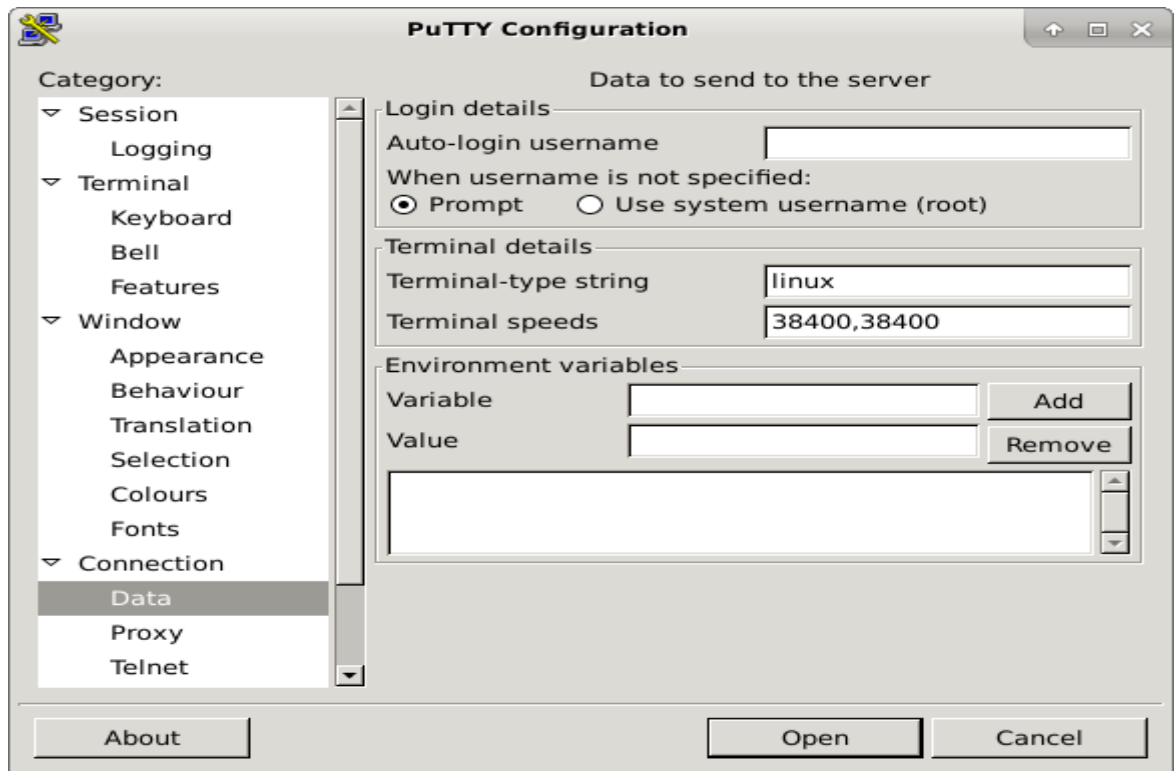 PuTTY Configuration
Category:
Session
Logging
Terminal
Keyboard
Bell
Features
Window
Appearance
Behaviour
Translation
Selection
Colours
Fonts
Connection
Data
Proxy
Telnet
Data to send to the server
Login details
Auto-login username
When username is not specified:
Prompt Use system username (root)
Terminal details
Terminal-type string linux
Terminal speeds 38400,38400
Environment variables
Variable Add
Value Remove
About Open Cancel